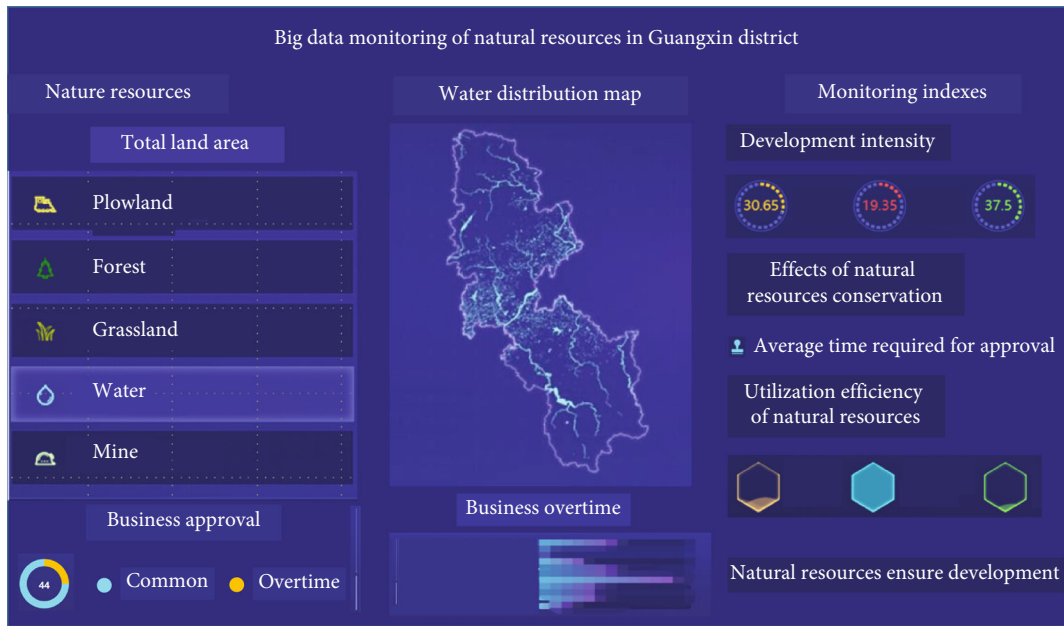 Big data monitoring of natural resources in Guangxin district
Nature resources
Total land area
Plowland
Forest
Grassland
Water
Mine
Business approval
44
Common
Overtime
Water distribution map
Business overtime
Monitoring indexes
Development intensity
30.65
19.35
37.5
Effects of natural
resources conservation
Average time required for approval
Utilization efficiency
of natural resources
Natural resources ensure development